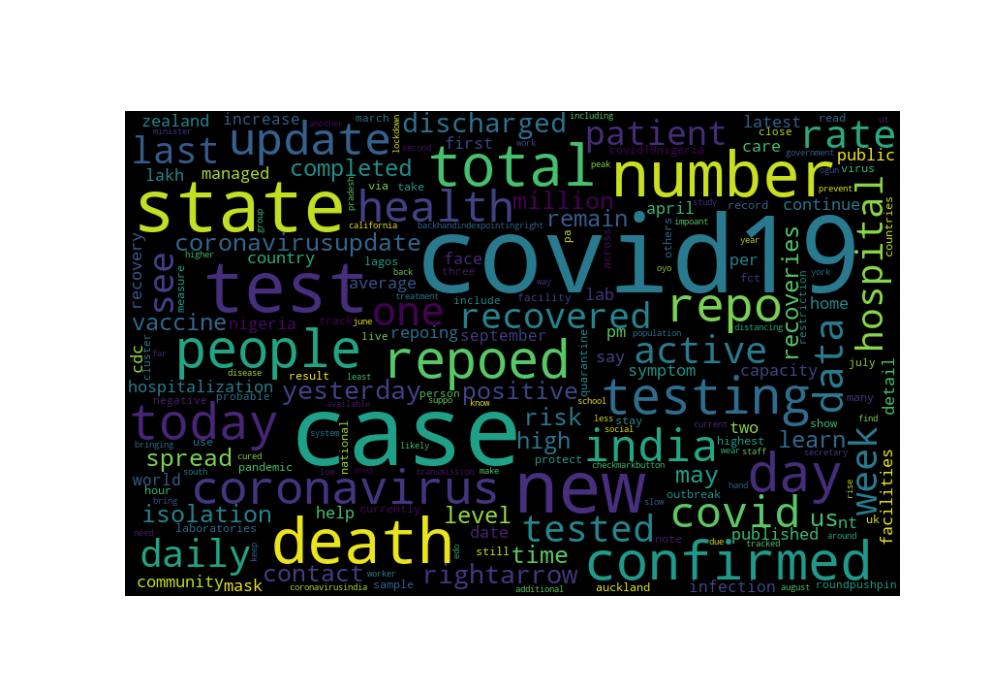 zealand increase march discharged including patient latest read rate
minister last update lockdown completed first total covid19nigeria care close public
lakh managed via take health million number government virus
state group pradesh california backhandindexpointingright remain april peak study record continue ogun prevent
recovery see coronavirusupdate higher country lagos face covid19 others impoant per year hospital countries
measure test average back three treatment way across pa oyo fct york home recoveries restriction
vaccine nigeria track june one include facility lab repo distancing
cdc cluster people live repoing recovered september pm population active data july
far disease result least repoed quarantine say symptom capacity many detail
hospitalization probable yesterday person suppo positive school testing
negative available know less social stay current two show find
today system case likely risk india highest learn week
bringing cured national high protect wear staff secretary
spread pandemic south low area transmission make checkmarkbutton may day
world use coronavirus new outbreak hand slow rise facilities
hour bring currently covid us nt uk
isolation help level tested published
laboratories date note due tracked around
daily need keep death edo still time confirmed
community mask contact worker rightarrow infection
coronavirusindia sample additional auckland august roundpushpin
another second work ut